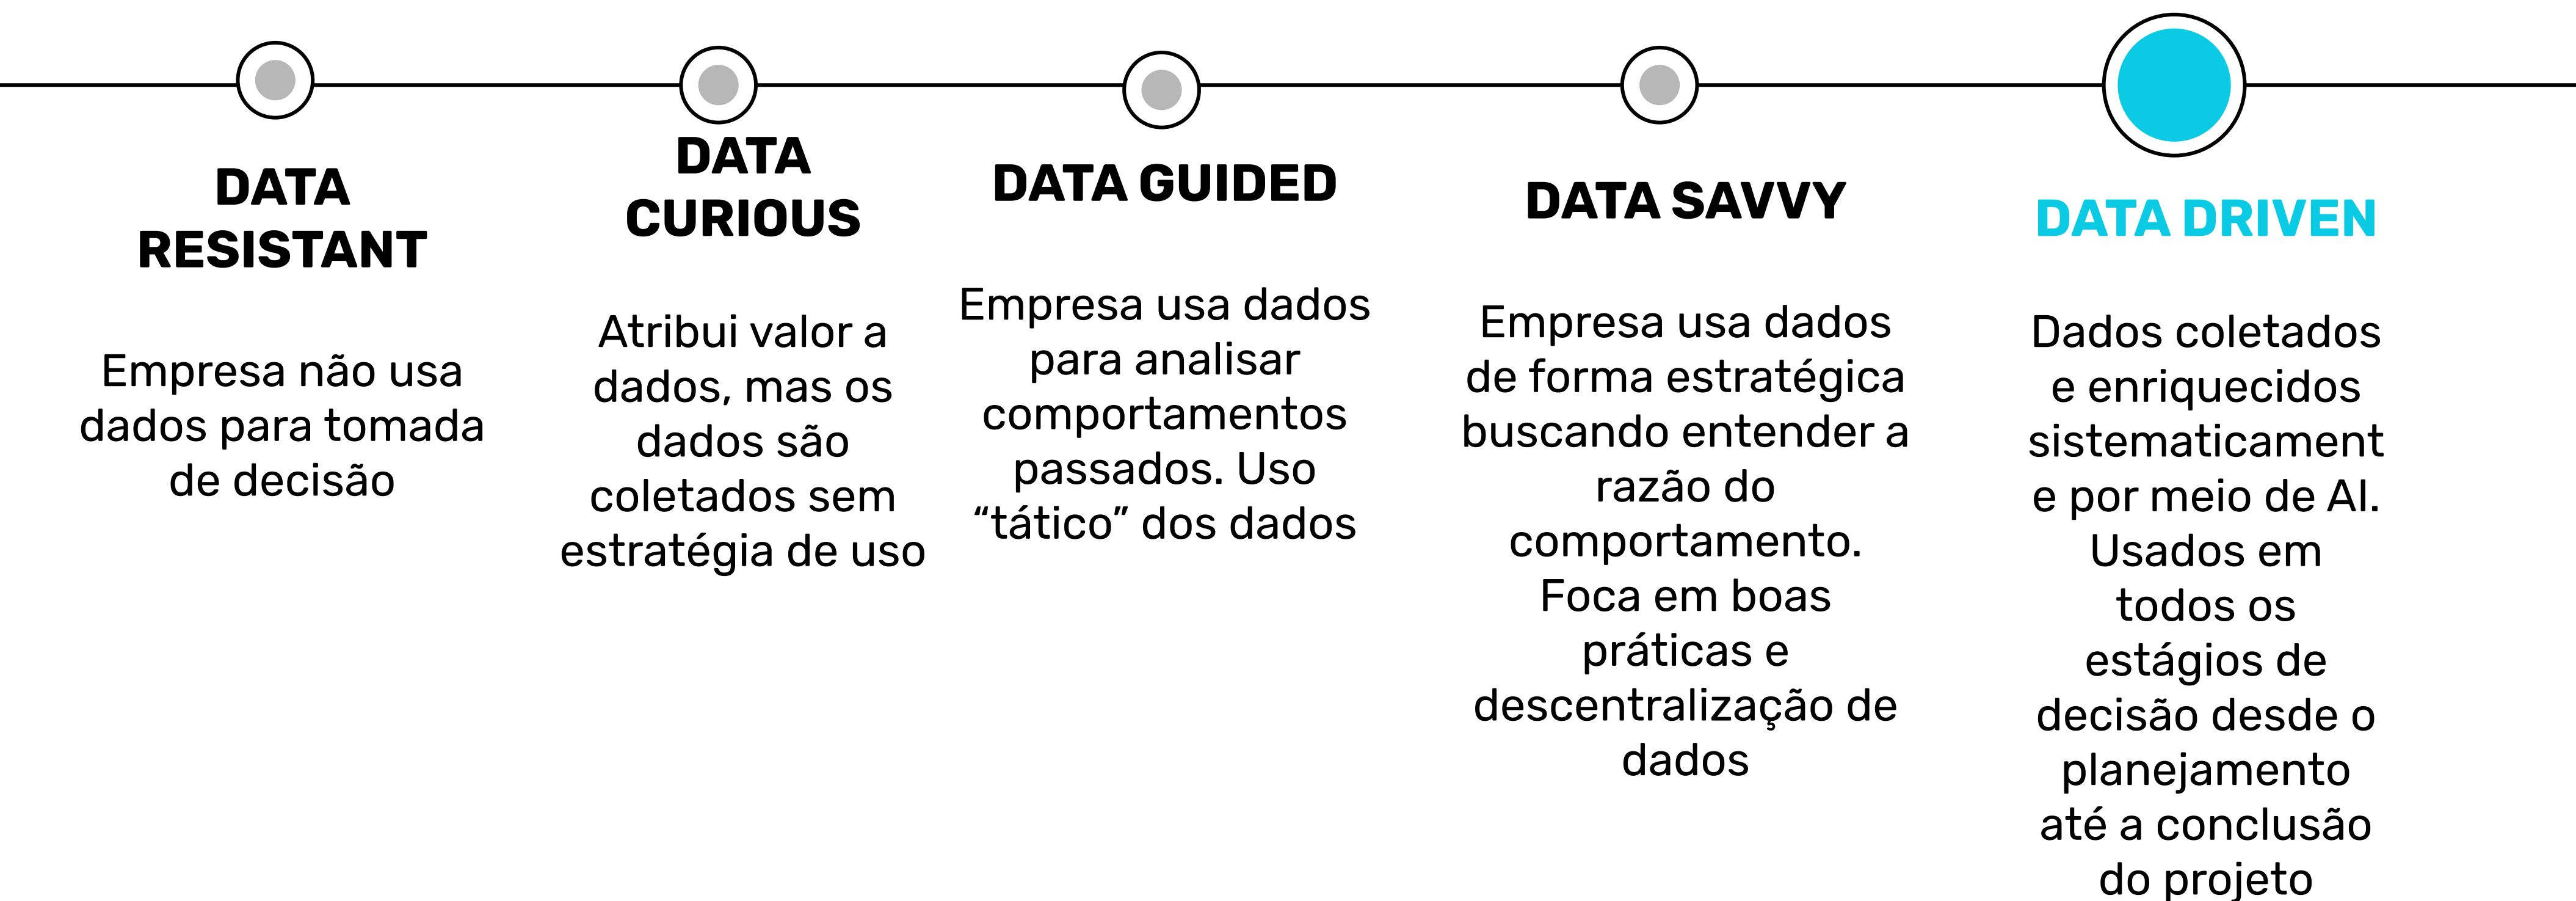 DATA
RESISTANT
Empresa não usa
dados para tomada
de decisão
DATA
CURIOUS
Atribui valor a
dados, mas os
dados são
coletados sem
estratégia de uso
DATA GUIDED
Empresa usa dados
para analisar
comportamentos
passados. Uso
“tático” dos dados
DATA SAVVY
Empresa usa dados
de forma estratégica
buscando entender a
razão do
comportamento.
Foca em boas
práticas e
descentralização de
dados
DATA DRIVEN
Dados coletados
e enriquecidos
sistematicament
e por meio de AI.
Usados em
todos os
estágios de
decisão desde o
planejamento
até a conclusão
do projeto